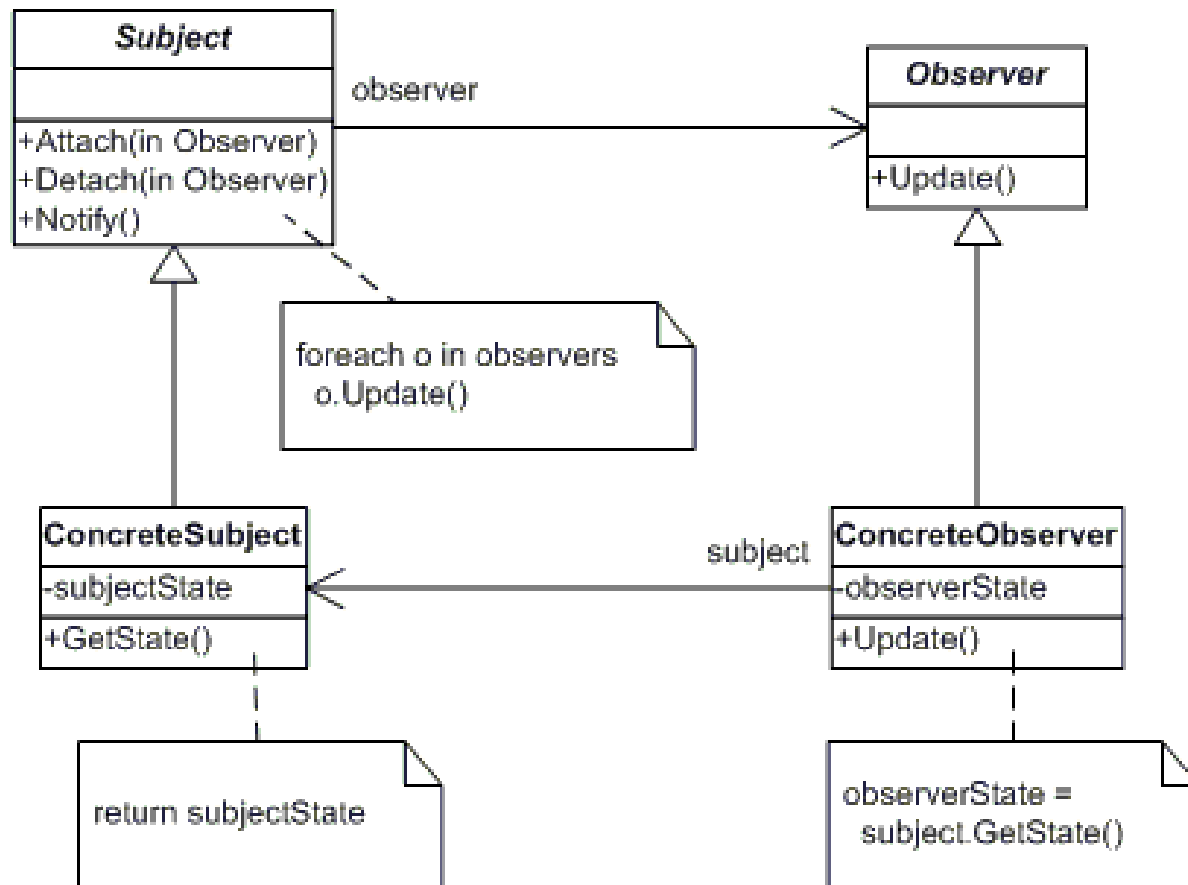 Subject
+Attach(in Observer)
+Detach(in Observer)
+Notify()
observer
Observer
+Update()
foreach o in observers
o.Update()
ConcreteSubject
-subjectState
+GetState()
subject
ConcreteObserver
-observerState
+Update()
return subjectState
observerState =
subject.GetState()